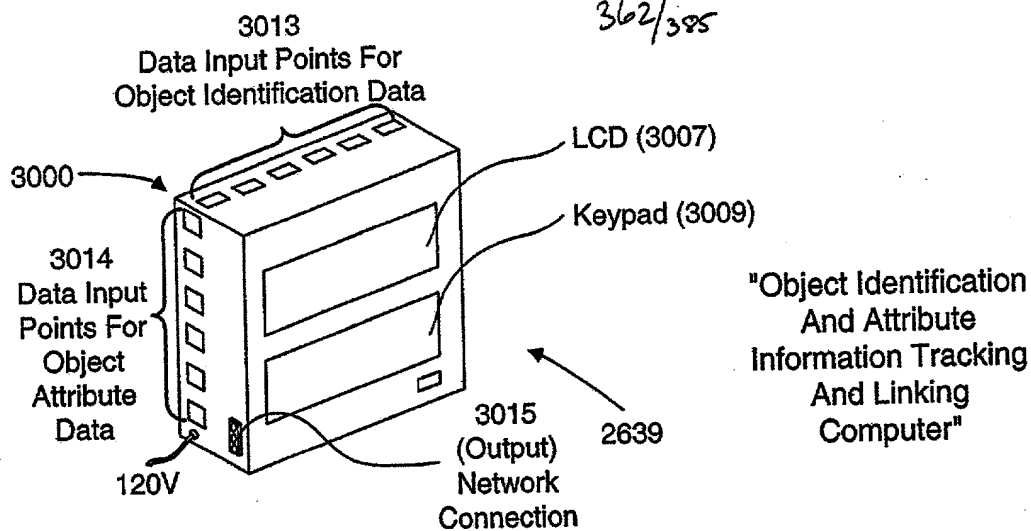 362/385
3013
Data Input Points For
Object Identification Data
LCD (3007)
3000
Keypad (3009)
3014
Data Input
Points For
Object
Attribute
Data
"Object Identification
And Attribute
Information Tracking
And Linking
Computer"
3015
(Output)
Network
Connection
2639
120V